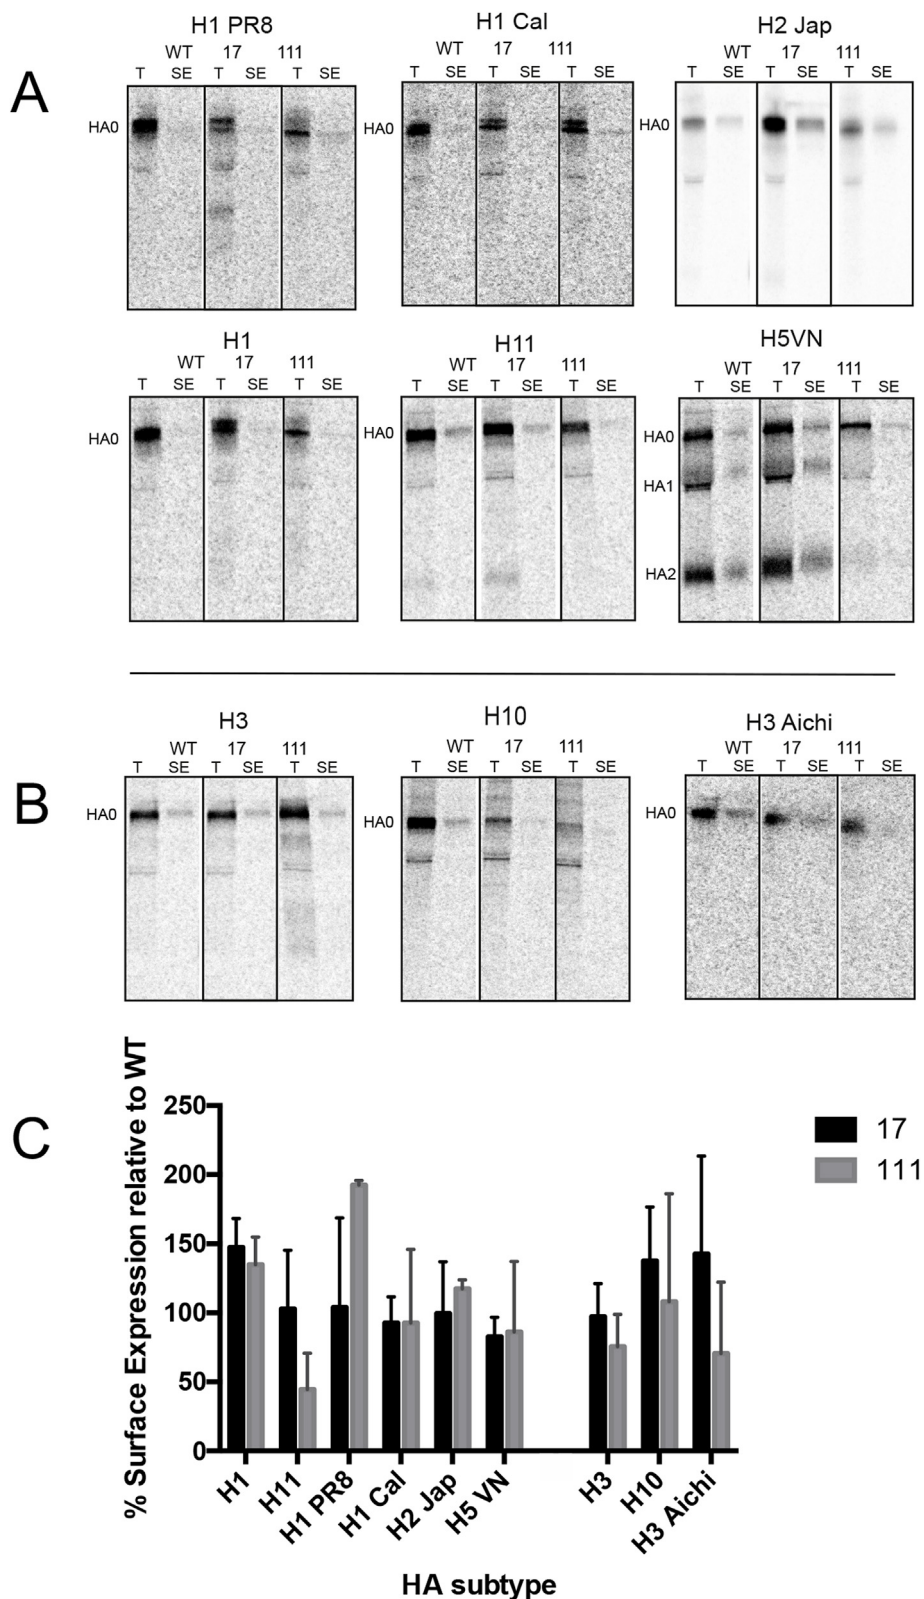 H1 PR8 H1 Cal H2 Jap
WT 17 111 WT 17 111 WT 17 111
T SE T SE T SE T SE T SE T SE T SE T SE T SE
A
HA0 HA0 HA0
H1 H11 H5VN
WT 17 111 WT 17 111 WT 17 111
T SE T SE T SE T SE T SE T SE T SE T SE T SE
HA0 HA0 HA0
HA1
HA2
H3 H10 H3 Aichi
WT 17 111 WT 17 111 WT 17 111
T SE T SE T SE T SE T SE T SE T SE T SE T SE
B
HA0 HA0 HA0
C
% Surface Expression relative to WT
250
200
150
100
50
0
17
111
H1 H11 H1 PR8 H1 Cal H2 Jap H5 VN H3 H10 H3 Aichi
HA subtype